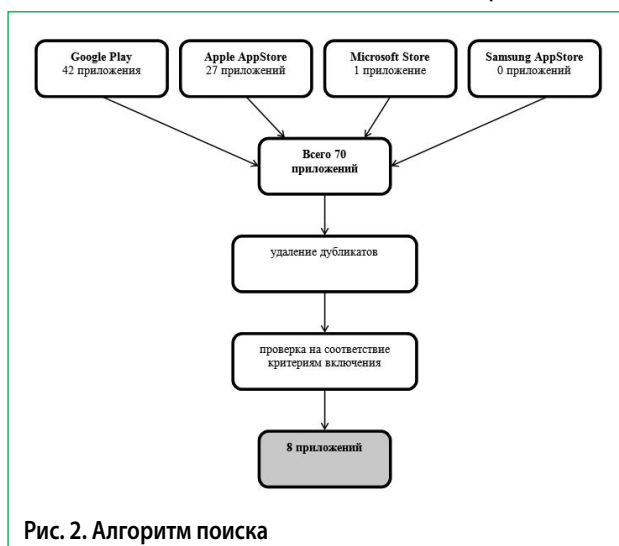 Google Play
42 приложения
Apple AppStore
27 приложений
Microsoft Store
1 приложение
Samsung AppStore
0 приложений
Всего 70
приложений
удаление дубликатов
проверка на соответствие
критериям включения
8 приложений
Рис. 2. Алгоритм поиска